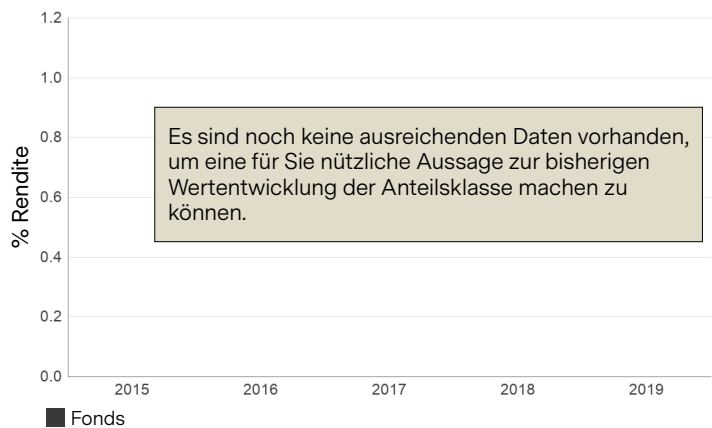 1.2
1.0
0.8
0.6
0.4
0.2
0.0
% Rendite
Es sind noch keine ausreichenden Daten vorhanden,
um eine für Sie nützliche Aussage zur bisherigen
Wertentwicklung der Anteilsklasse machen zu
können.
2015 2016 2017 2018 2019
Fonds